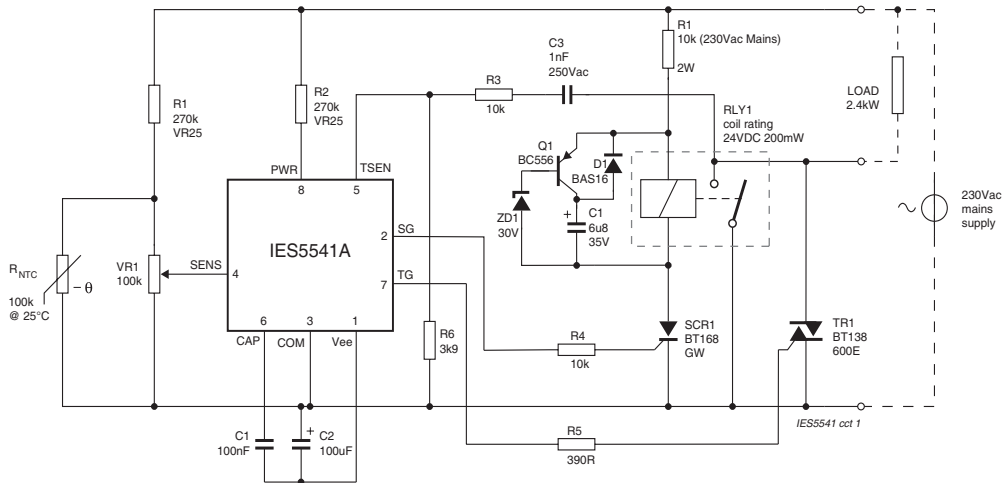 R1
10k (230Vac Mains)
2W
C3
1nF
250Vac
R3
10k
R1
270k
VR25
R2
270k
VR25
LOAD
2.4kW
RLY1
coil rating
24VDC 200mW
Q1
BC556
D1
BAS16
PWR
TSEN
8
5
ZD1
30V
+
C1
6u8
35V
230Vac
mains
supply
IES5541A
2
SG
7
TG
SENS
4
VR1
100k
RNTC
- θ
100k
@ 25°C
6
3
1
CAP
COM
Vee
R6
3k9
R4
10k
SCR1
BT168
GW
TR1
BT138
600E
IES5541 cct 1
C1
100nF
+
C2
100uF
R5
390R